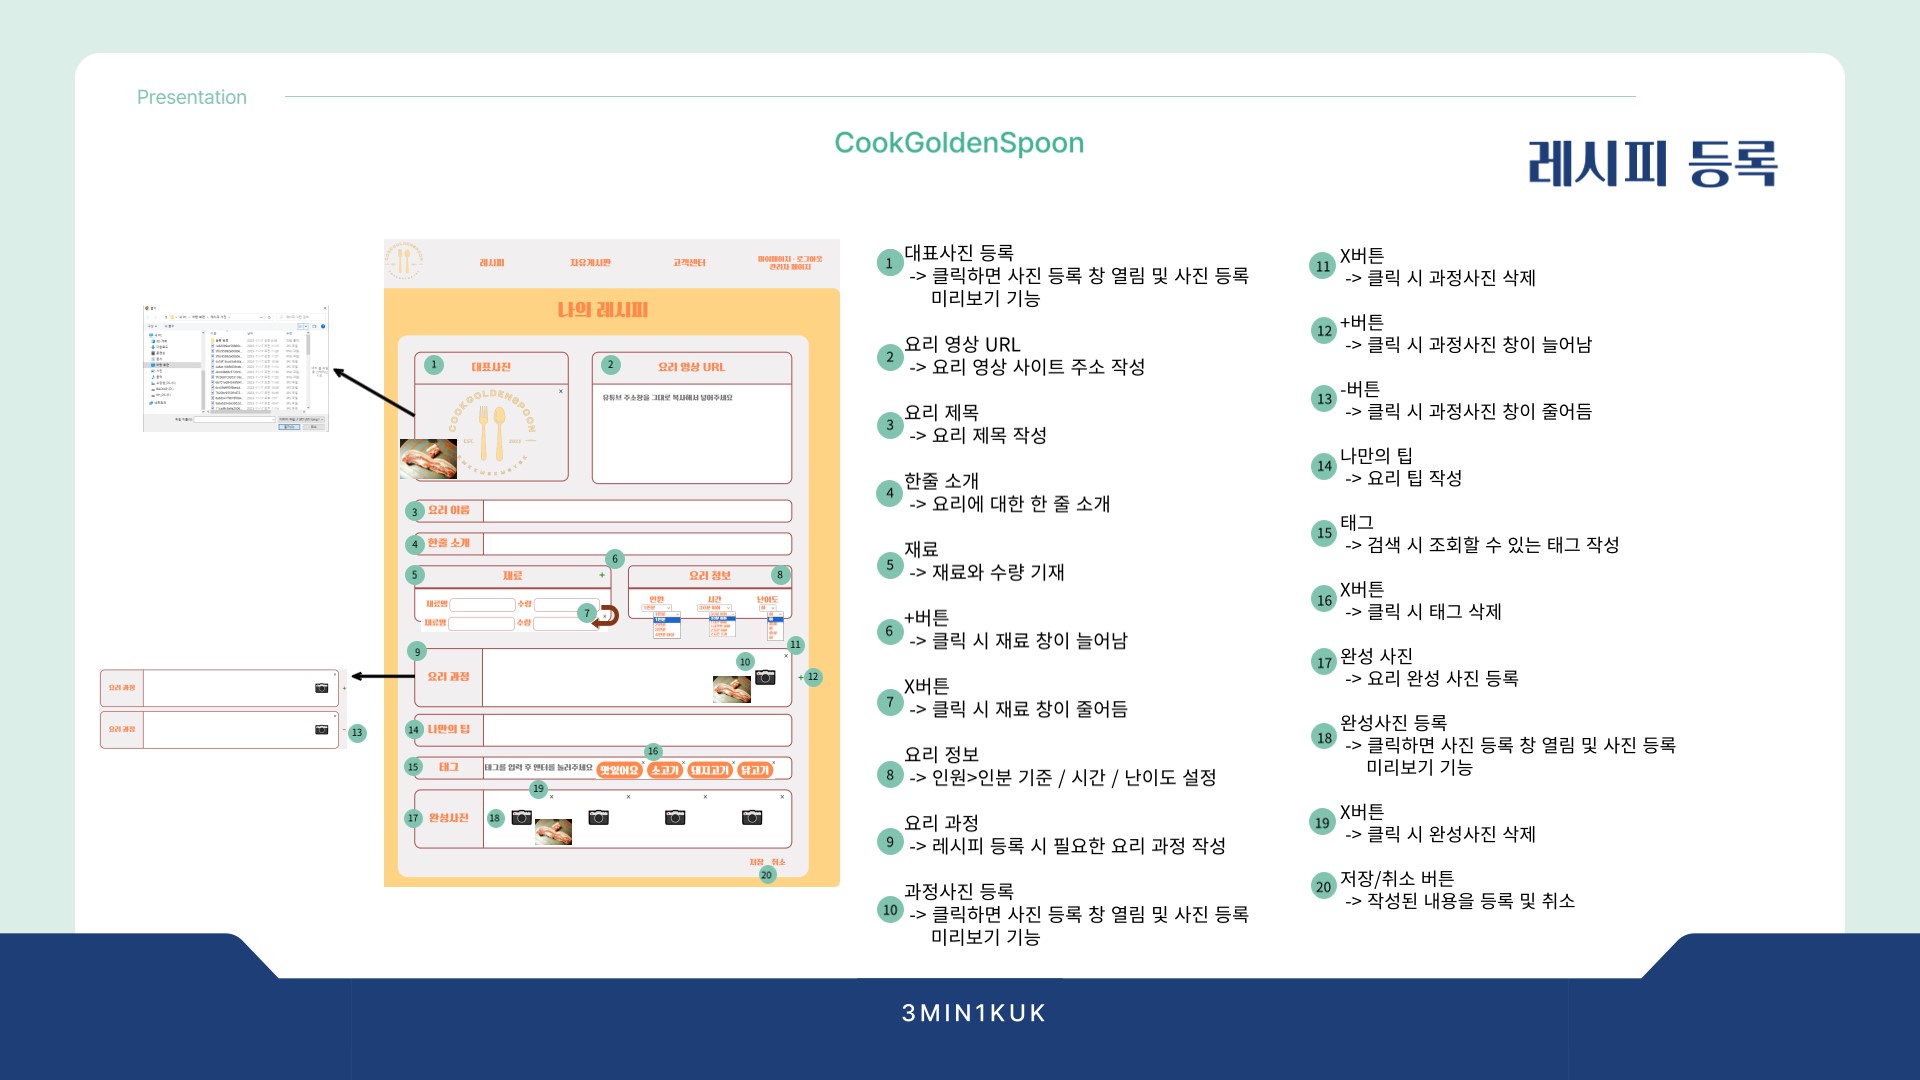 Presentation
CookGoldenSpoon
레시피 등록
레시피
자유게시판
고객센터
마이페이지 · 로그아웃
관리자 페이지
나의 레시피
1
대표사진
x
COOKGOLDENSPOON
2
요리 영상 URL
유튜브 주소창을 그대로 복사해서 넣어주세요
3
요리 이름
4
한줄 소개
5
재료
+
6
재료명
수량
7
재료명
수량
요리 정보
8
인원
시간
난이도
9
요리 과정
10
11
x
+
12
요리 과정
요리 과정
13
14
나만의 팁
15
태그
태그를 입력 후 엔터를 눌러주세요
맛있어요
소고기
돼지고기
닭고기
16
17
완성사진
18
19
x
x
x
x
저장
취소
20
1
대표사진 등록
-> 클릭하면 사진 등록 창 열림 및 사진 등록
미리보기 기능
2
요리 영상 URL
-> 요리 영상 사이트 주소 작성
3
요리 제목
-> 요리 제목 작성
4
한줄 소개
-> 요리에 대한 한 줄 소개
5
재료
-> 재료와 수량 기재
6
+버튼
-> 클릭 시 재료 창이 늘어남
7
X버튼
-> 클릭 시 재료 창이 줄어듬
8
요리 정보
-> 인원>인분 기준 / 시간 / 난이도 설정
9
요리 과정
-> 레시피 등록 시 필요한 요리 과정 작성
10
과정사진 등록
-> 클릭하면 사진 등록 창 열림 및 사진 등록
미리보기 기능
11
X버튼
-> 클릭 시 과정사진 삭제
12
+버튼
-> 클릭 시 과정사진 창이 늘어남
13
-버튼
-> 클릭 시 과정사진 창이 줄어듬
14
나만의 팁
-> 요리 팁 작성
15
태그
-> 검색 시 조회할 수 있는 태그 작성
16
X버튼
-> 클릭 시 태그 삭제
17
완성 사진
-> 요리 완성 사진 등록
18
완성사진 등록
-> 클릭하면 사진 등록 창 열림 및 사진 등록
미리보기 기능
19
X버튼
-> 클릭 시 완성사진 삭제
20
저장/취소 버튼
-> 작성된 내용을 등록 및 취소
3MIN1KUK